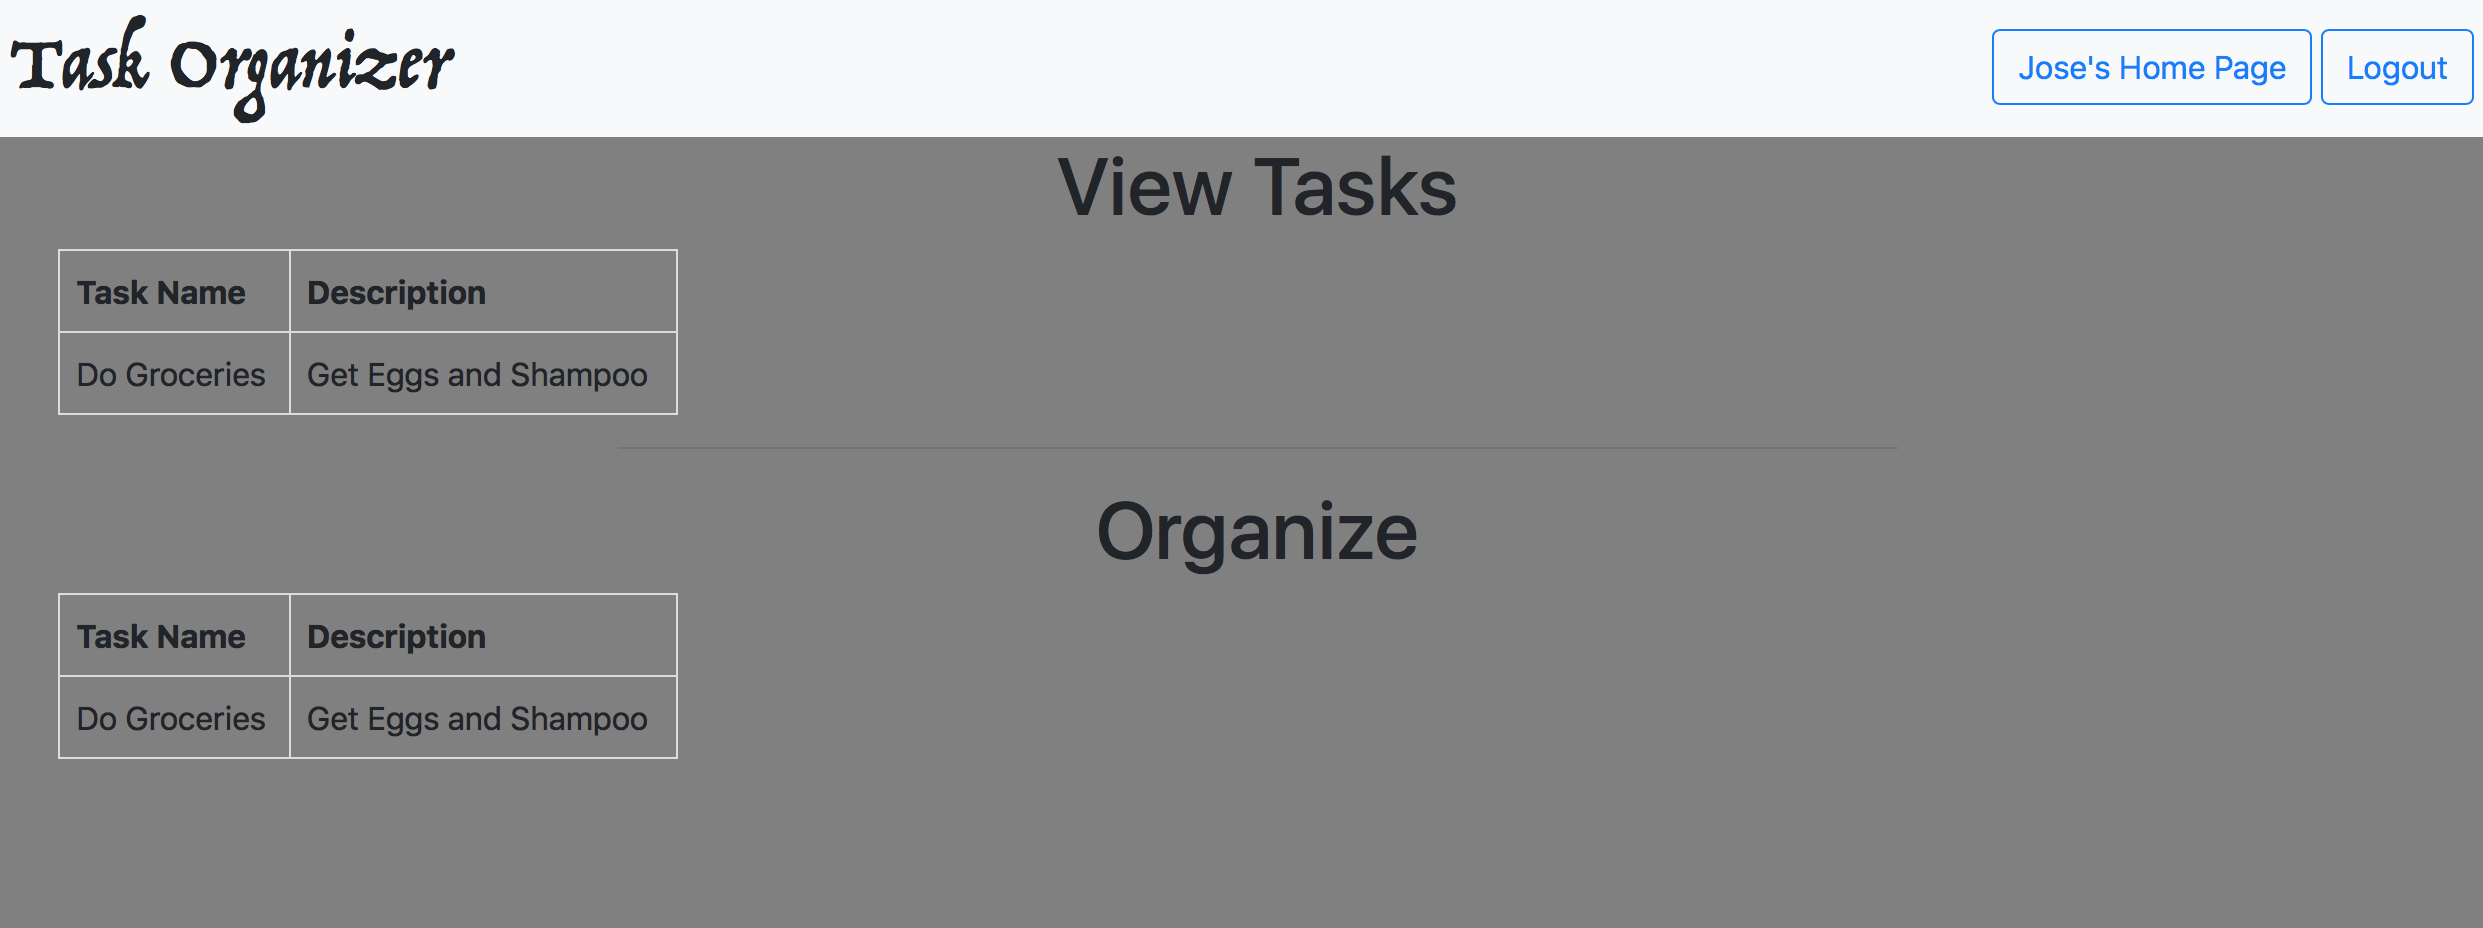 Task Organizer
Jose's Home Page Logout
View Tasks
Task Name Description
Do Groceries Get Eggs and Shampoo
Organize
Task Name Description
Do Groceries Get Eggs and Shampoo